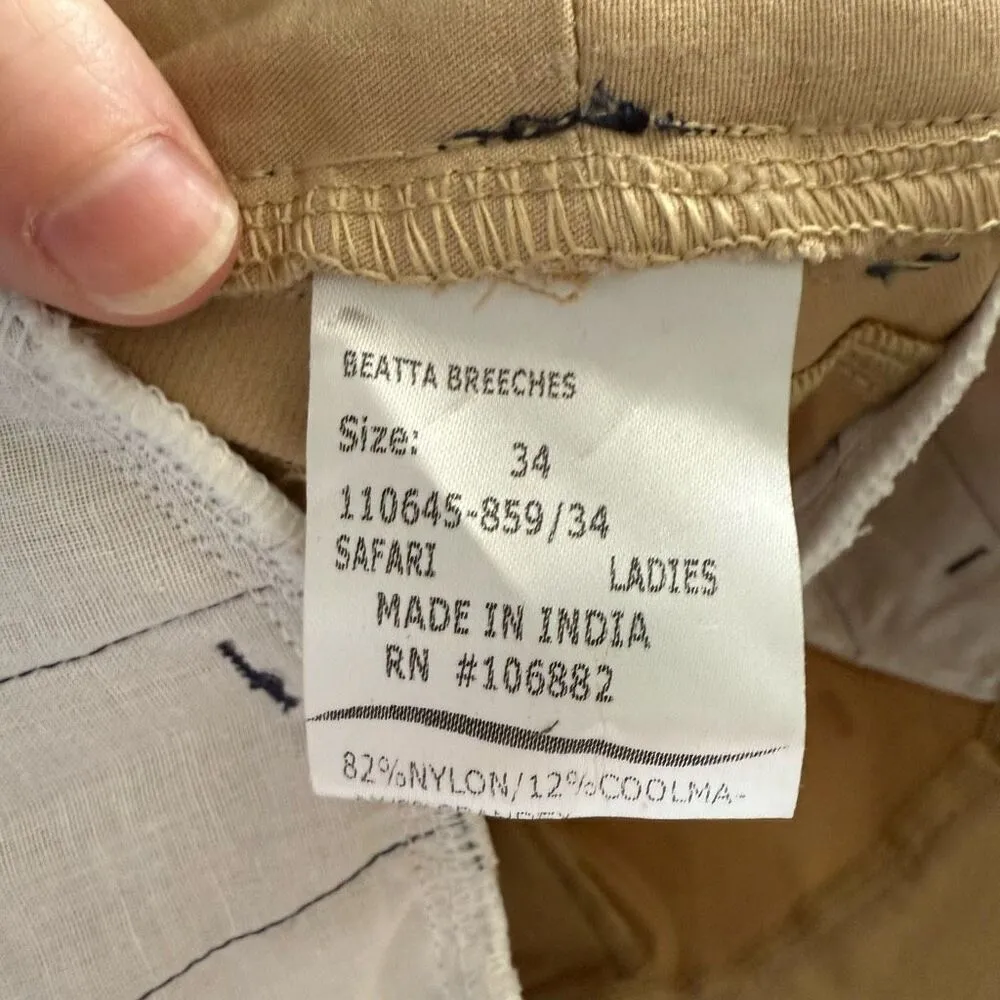 BEATTA BREECHES
Size: 34
110645-859/34
SAFARI LADIES
MADE IN INDIA
RN #106882
82%NYLON/12%COOLMA-